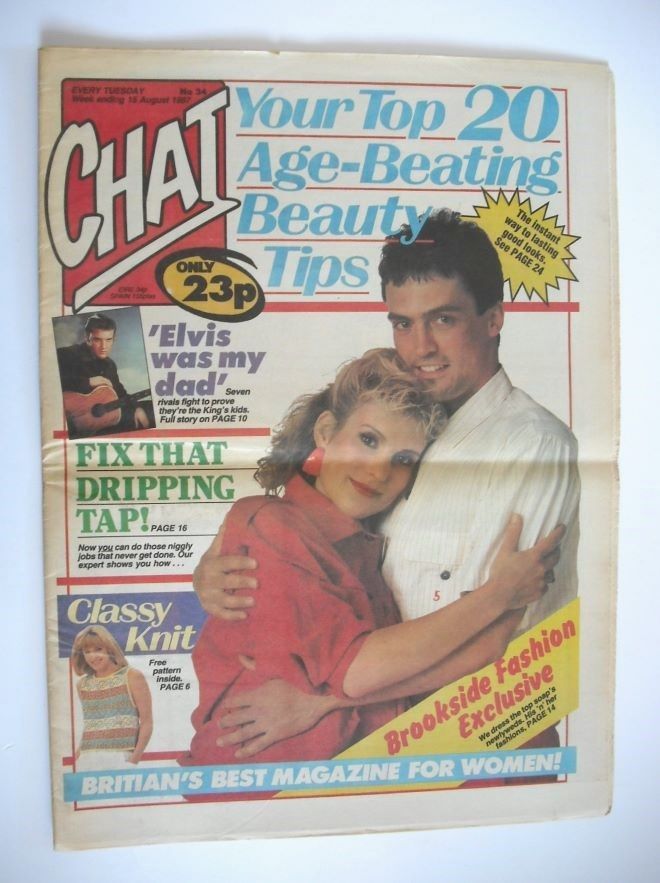 EVERY TUESDAY No 34
Week ending 15 August 1987
CHAT
Your Top 20
Age-Beating
Beauty
Tips
The instant
way to lasting
good looks.
See PAGE 24
ONLY
23p
EIRE 34p
SPAIN 155ptas
'Elvis
was my
dad'
Seven
rivals fight to prove
they're the King's kids.
Full story on PAGE 10
FIX THAT
DRIPPING
TAP! PAGE 16
Now you can do those niggly
jobs that never get done. Our
expert shows you how . . .
Classy
Knit
Free
pattern
inside.
PAGE 6
5
Brookside Fashion
Exclusive
We dress the top soap's
newlyweds. His 'n' her
fashions, PAGE 14
BRITIAN'S BEST MAGAZINE FOR WOMEN!